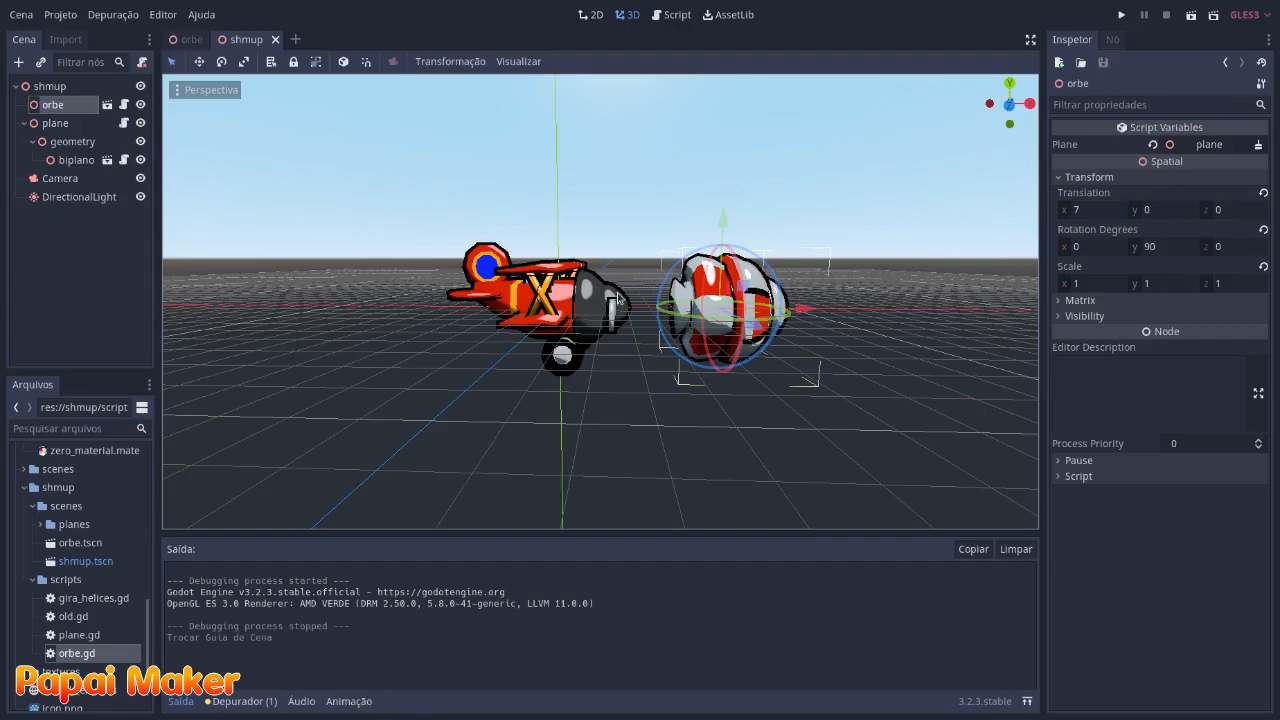 Cena Projeto Depuração Editor Ajuda
2D 3D Script AssetLib
GLES3
Cena Import
orbe shmup
Inspetor Nó
Filtrar nós
Transformação Visualizar
shmup
orbe
plane
geometry
biplano
Camera
DirectionalLight
Perspectiva
X
Y
Z
X
orbe
Filtrar propriedades
Script Variables
Plane plane
Spatial
Transform
Translation
x 7 y 0 z 0
Rotation Degrees
x 0 y 90 z 0
Scale
x 1 y 1 z 1
Matrix
Visibility
Node
Editor Description
Process Priority 0
Pause
Script
Arquivos
res://shmup/script
Pesquisar arquivos
zero_material.mate
scenes
shmup
scenes
planes
orbe.tscn
shmup.tscn
scripts
gira_helices.gd
old.gd
plane.gd
orbe.gd
textures
icon.png
Saída:
Copiar Limpar
--- Debugging process started ---
Godot Engine v3.2.3.stable.official - https://godotengine.org
OpenGL ES 3.0 Renderer: AMD VERDE (DRM 2.50.0, 5.8.0-41-generic, LLVM 11.0.0)
--- Debugging process stopped ---
Trocar Guia de Cena
Saída Depurador (1) Áudio Animação
3.2.3.stable
Papai Maker